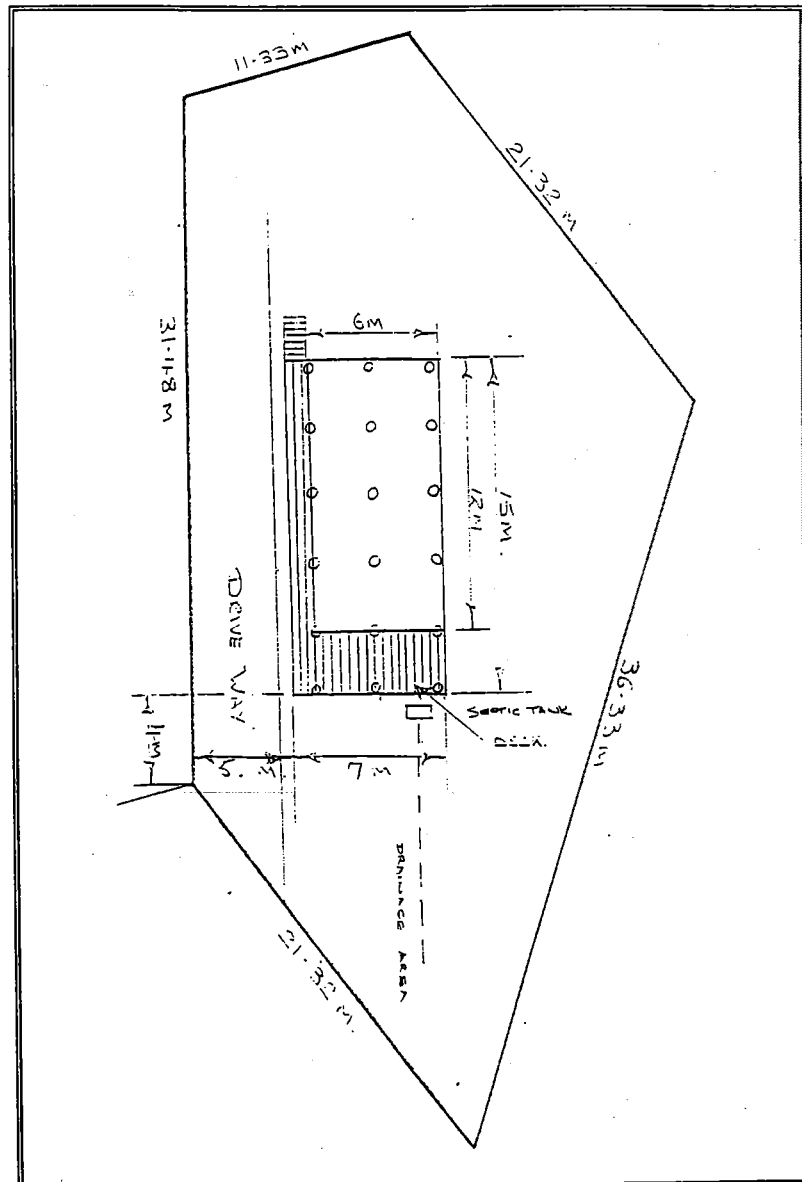 11.33M
21.32 M
6M
31.48 M
12M
15M.
DRIVE WAY
36.33 M
SEPTIC TANK
DECK.
4M
5. M
7 M
DRAINAGE AREA
21.32 M.